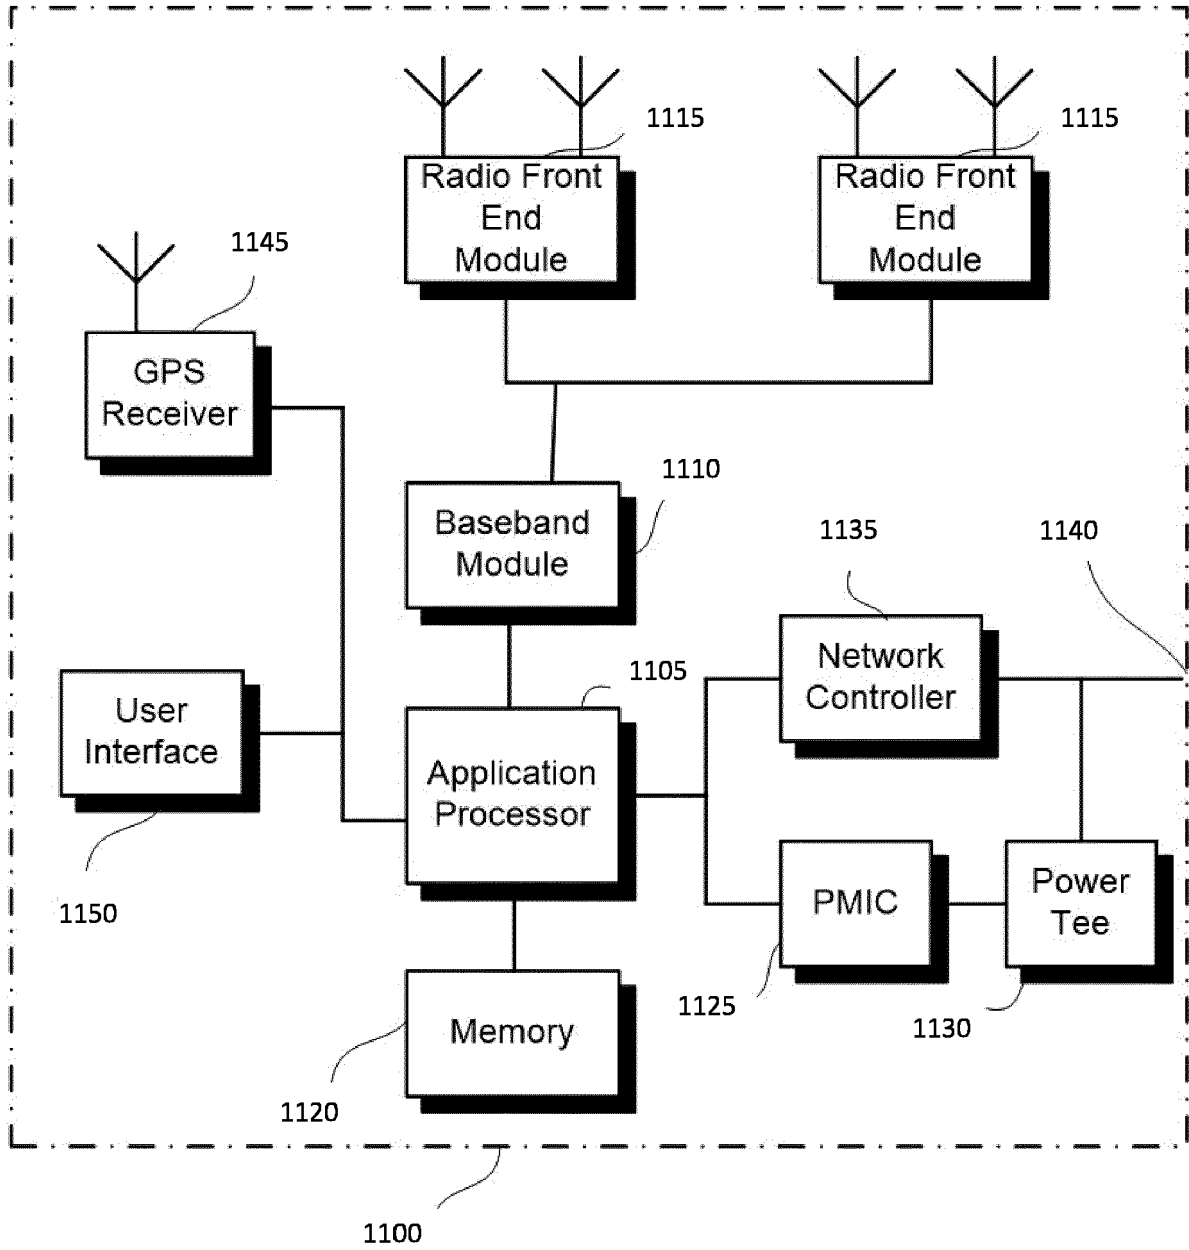 1115
1115
Radio Front
End
Module
Radio Front
End
Module
1145
GPS
Receiver
1110
Baseband
Module
1135
1140
Network
Controller
1105
User
Interface
Application
Processor
PMIC
Power
Tee
1150
1125
1130
Memory
1120
1100